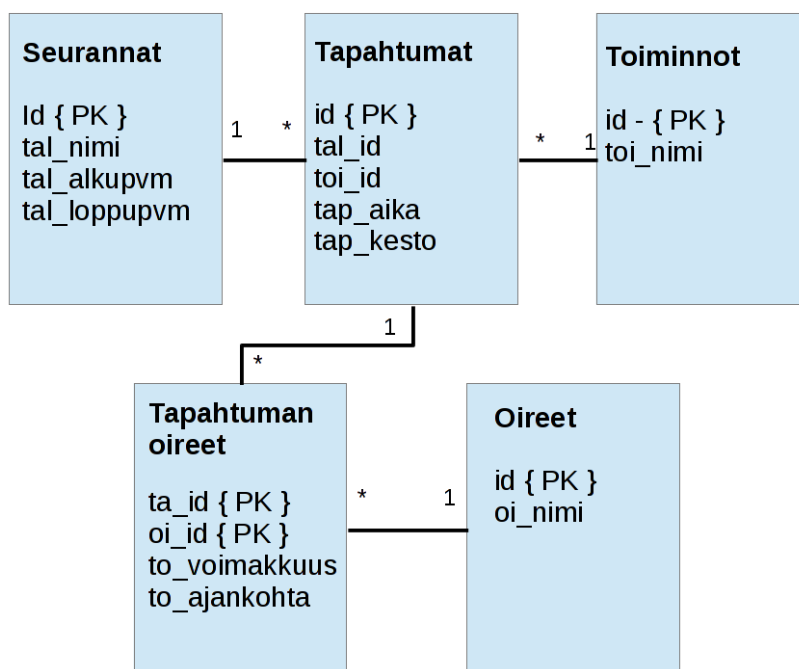 Seurannat
Id { PK }
tal_nimi
tal_alkupvm
tal_loppupvm
1 *
Tapahtumat
id { PK }
tal_id
toi_id
tap_aika
tap_kesto
* 1
Toiminnot
id - { PK }
toi_nimi
1
*
Tapahtuman
oireet
ta_id { PK }
oi_id { PK }
to_voimakkuus
to_ajankohta
* 1
Oireet
id { PK }
oi_nimi